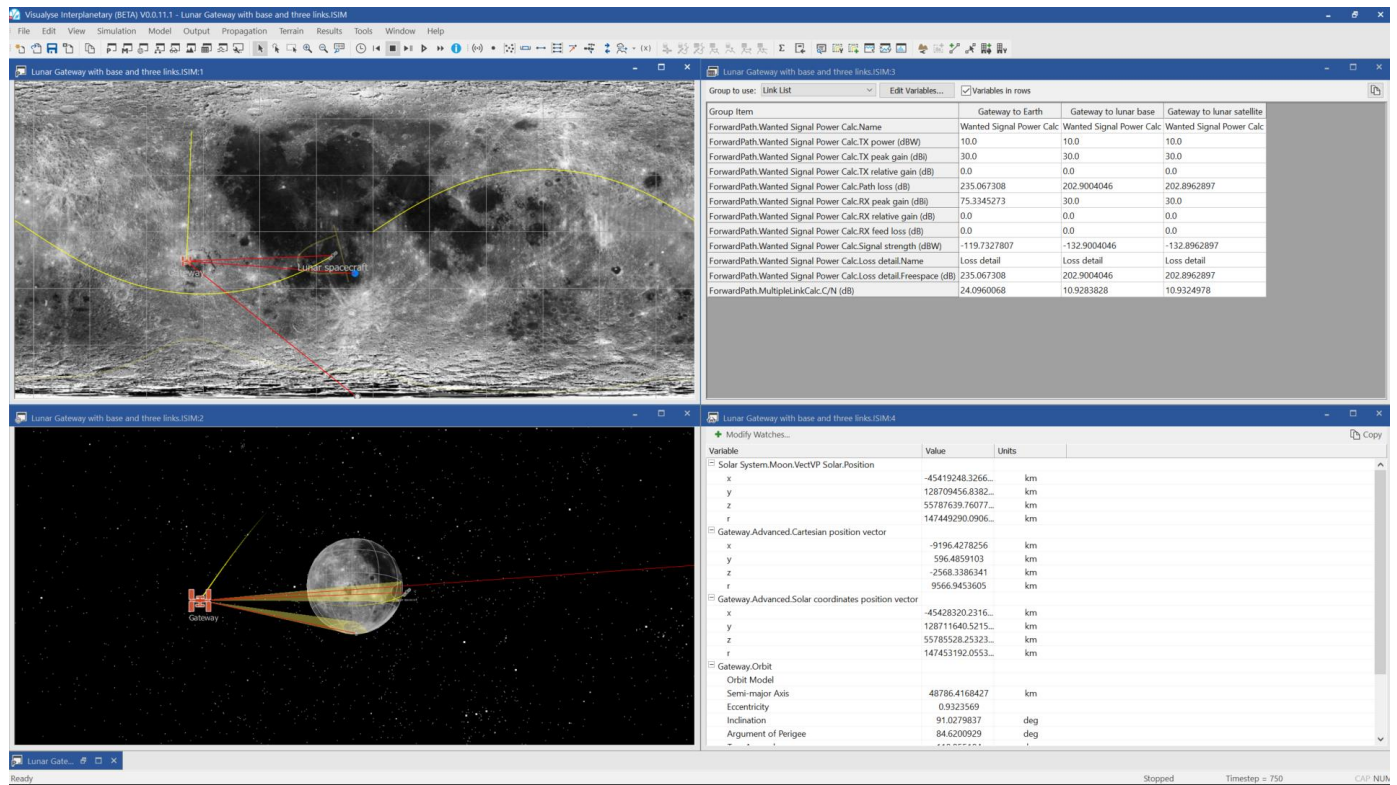 Visualyse Interplanetary (BETA) V0.0.11.1 - Lunar Gateway with base and three links.ISIM
File Edit View Simulation Model Output Propagation Terrain Results Tools Window Help
Lunar Gateway with base and three links.ISIM:1
Lunar spacecraft
Lunar Gateway with base and three links.ISIM:3
Group to use: Link List Edit Variables... Variables in rows
Group Item Gateway to Earth Gateway to lunar base Gateway to lunar satellite
ForwardPath.Wanted Signal Power Calc.Name Wanted Signal Power Calc Wanted Signal Power Calc Wanted Signal Power Calc
ForwardPath.Wanted Signal Power Calc.TX power (dBW) 10.0 10.0 10.0
ForwardPath.Wanted Signal Power Calc.TX peak gain (dBi) 30.0 30.0 30.0
ForwardPath.Wanted Signal Power Calc.TX relative gain (dB) 0.0 0.0 0.0
ForwardPath.Wanted Signal Power Calc.Path loss (dB) 235.067308 202.9004046 202.8962897
ForwardPath.Wanted Signal Power Calc.RX peak gain (dBi) 75.3345273 30.0 30.0
ForwardPath.Wanted Signal Power Calc.RX relative gain (dB) 0.0 0.0 0.0
ForwardPath.Wanted Signal Power Calc.RX feed loss (dB) 0.0 0.0 0.0
ForwardPath.Wanted Signal Power Calc.Signal strength (dBW) -119.7327807 -132.9004046 -132.8962897
ForwardPath.Wanted Signal Power Calc.Loss detail.Name Loss detail Loss detail Loss detail
ForwardPath.Wanted Signal Power Calc.Loss detail.Freespace (dB) 235.067308 202.9004046 202.8962897
ForwardPath.MultipleLinkCalc.C/N (dB) 24.0960068 10.9283828 10.9324978
Lunar Gateway with base and three links.ISIM:2
Gateway
Lunar Gateway with base and three links.ISIM:4
Modify Watches... Copy
Variable Value Units
Solar System.Moon.VectVP Solar.Position
x -45419248.3266... km
y 128709456.8382... km
z 55787639.76077... km
r 147449290.0906... km
Gateway.Advanced.Cartesian position vector
x -9196.4278256 km
y 596.4859103 km
z -2568.3386341 km
r 9566.9453605 km
Gateway.Advanced.Solar coordinates position vector
x -45428320.2316... km
y 128711640.5215... km
z 55785528.25323... km
r 147453192.0553... km
Gateway.Orbit
Orbit Model
Semi-major Axis 48786.4168427 km
Eccentricity 0.9323569
Inclination 91.0279837 deg
Argument of Perigee 84.6200929 deg
Lunar Gate...
Ready Stopped Timestep = 750 CAP NUM